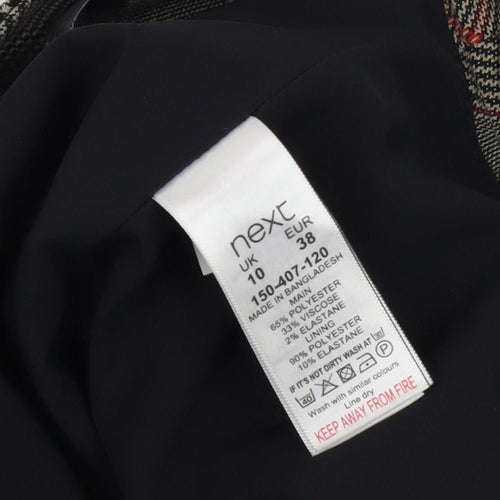 next
UK EUR
10 38
150-407-120
MADE IN BANGLADESH
MAIN
65% POLYESTER
33% VISCOSE
2% ELASTANE
LINING
90% POLYESTER
10% ELASTANE
IF IT'S NOT DIRTY WASH AT
40 P
Wash with similar colours
Line dry
KEEP AWAY FROM FIRE